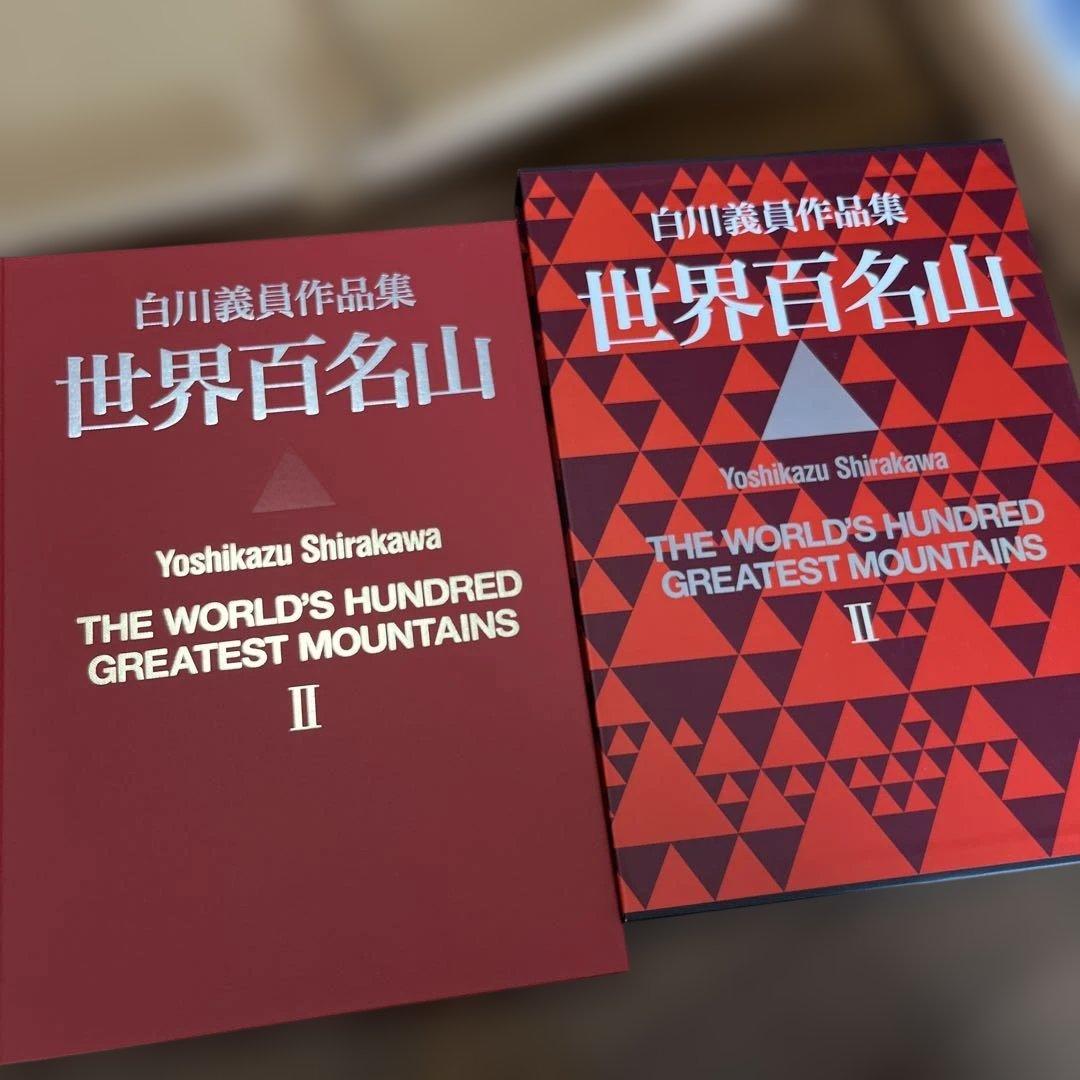 白川義員作品集
世界百名山
Yoshikazu Shirakawa
THE WORLD'S HUNDRED
GREATEST MOUNTAINS
II
白川義員作品集
世界百名山
Yoshikazu Shirakawa
THE WORLD'S HUNDRED
GREATEST MOUNTAINS
II